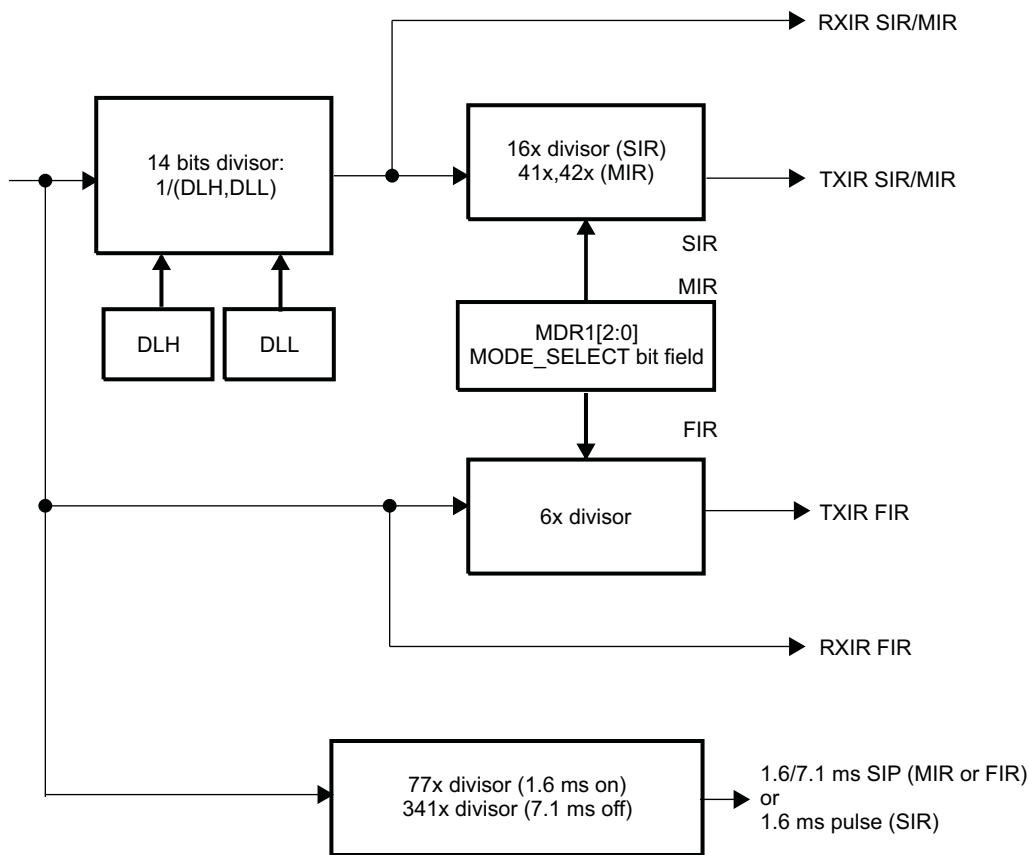 RXIR SIR/MIR
14 bits divisor:
1/(DLH,DLL)
16x divisor (SIR)
41x,42x (MIR)
TXIR SIR/MIR
SIR
MIR
DLH
DLL
MDR1[2:0]
MODE_SELECT bit field
FIR
6x divisor
TXIR FIR
RXIR FIR
77x divisor (1.6 ms on)
341x divisor (7.1 ms off)
1.6/7.1 ms SIP (MIR or FIR)
or
1.6 ms pulse (SIR)